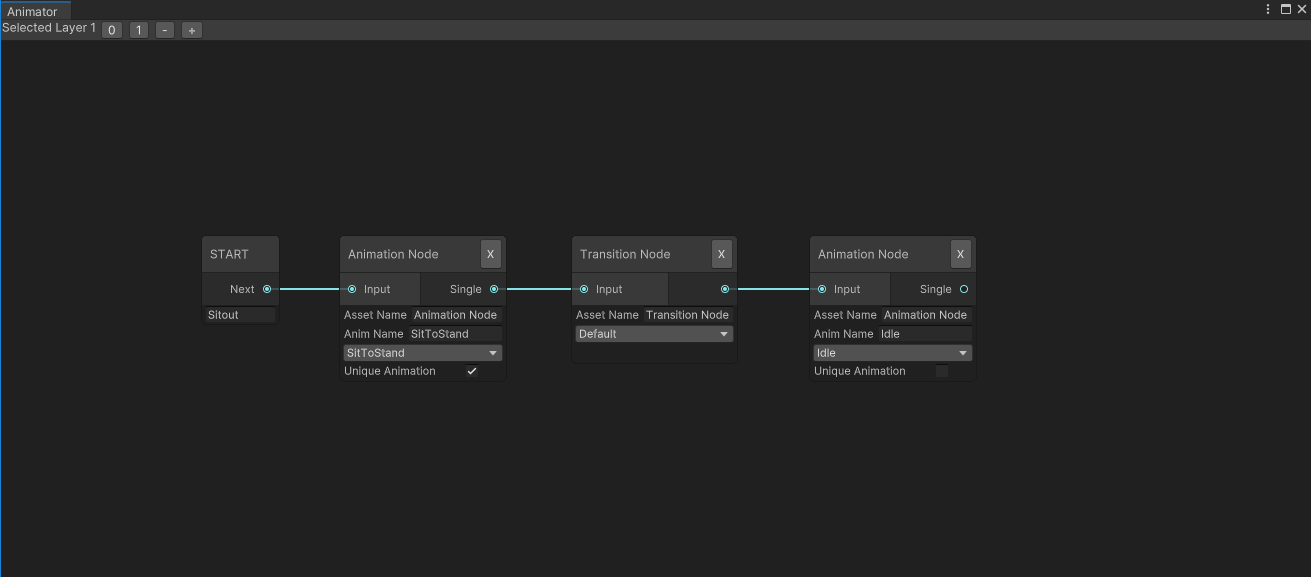 Animator
Selected Layer 1 0 1 - +
START
Next
Sitout
Animation Node X
Input Single
Asset Name Animation Node
Anim Name SitToStand
SitToStand
Unique Animation
Transition Node X
Input
Asset Name Transition Node
Default
Animation Node X
Input Single
Asset Name Animation Node
Anim Name Idle
Idle
Unique Animation